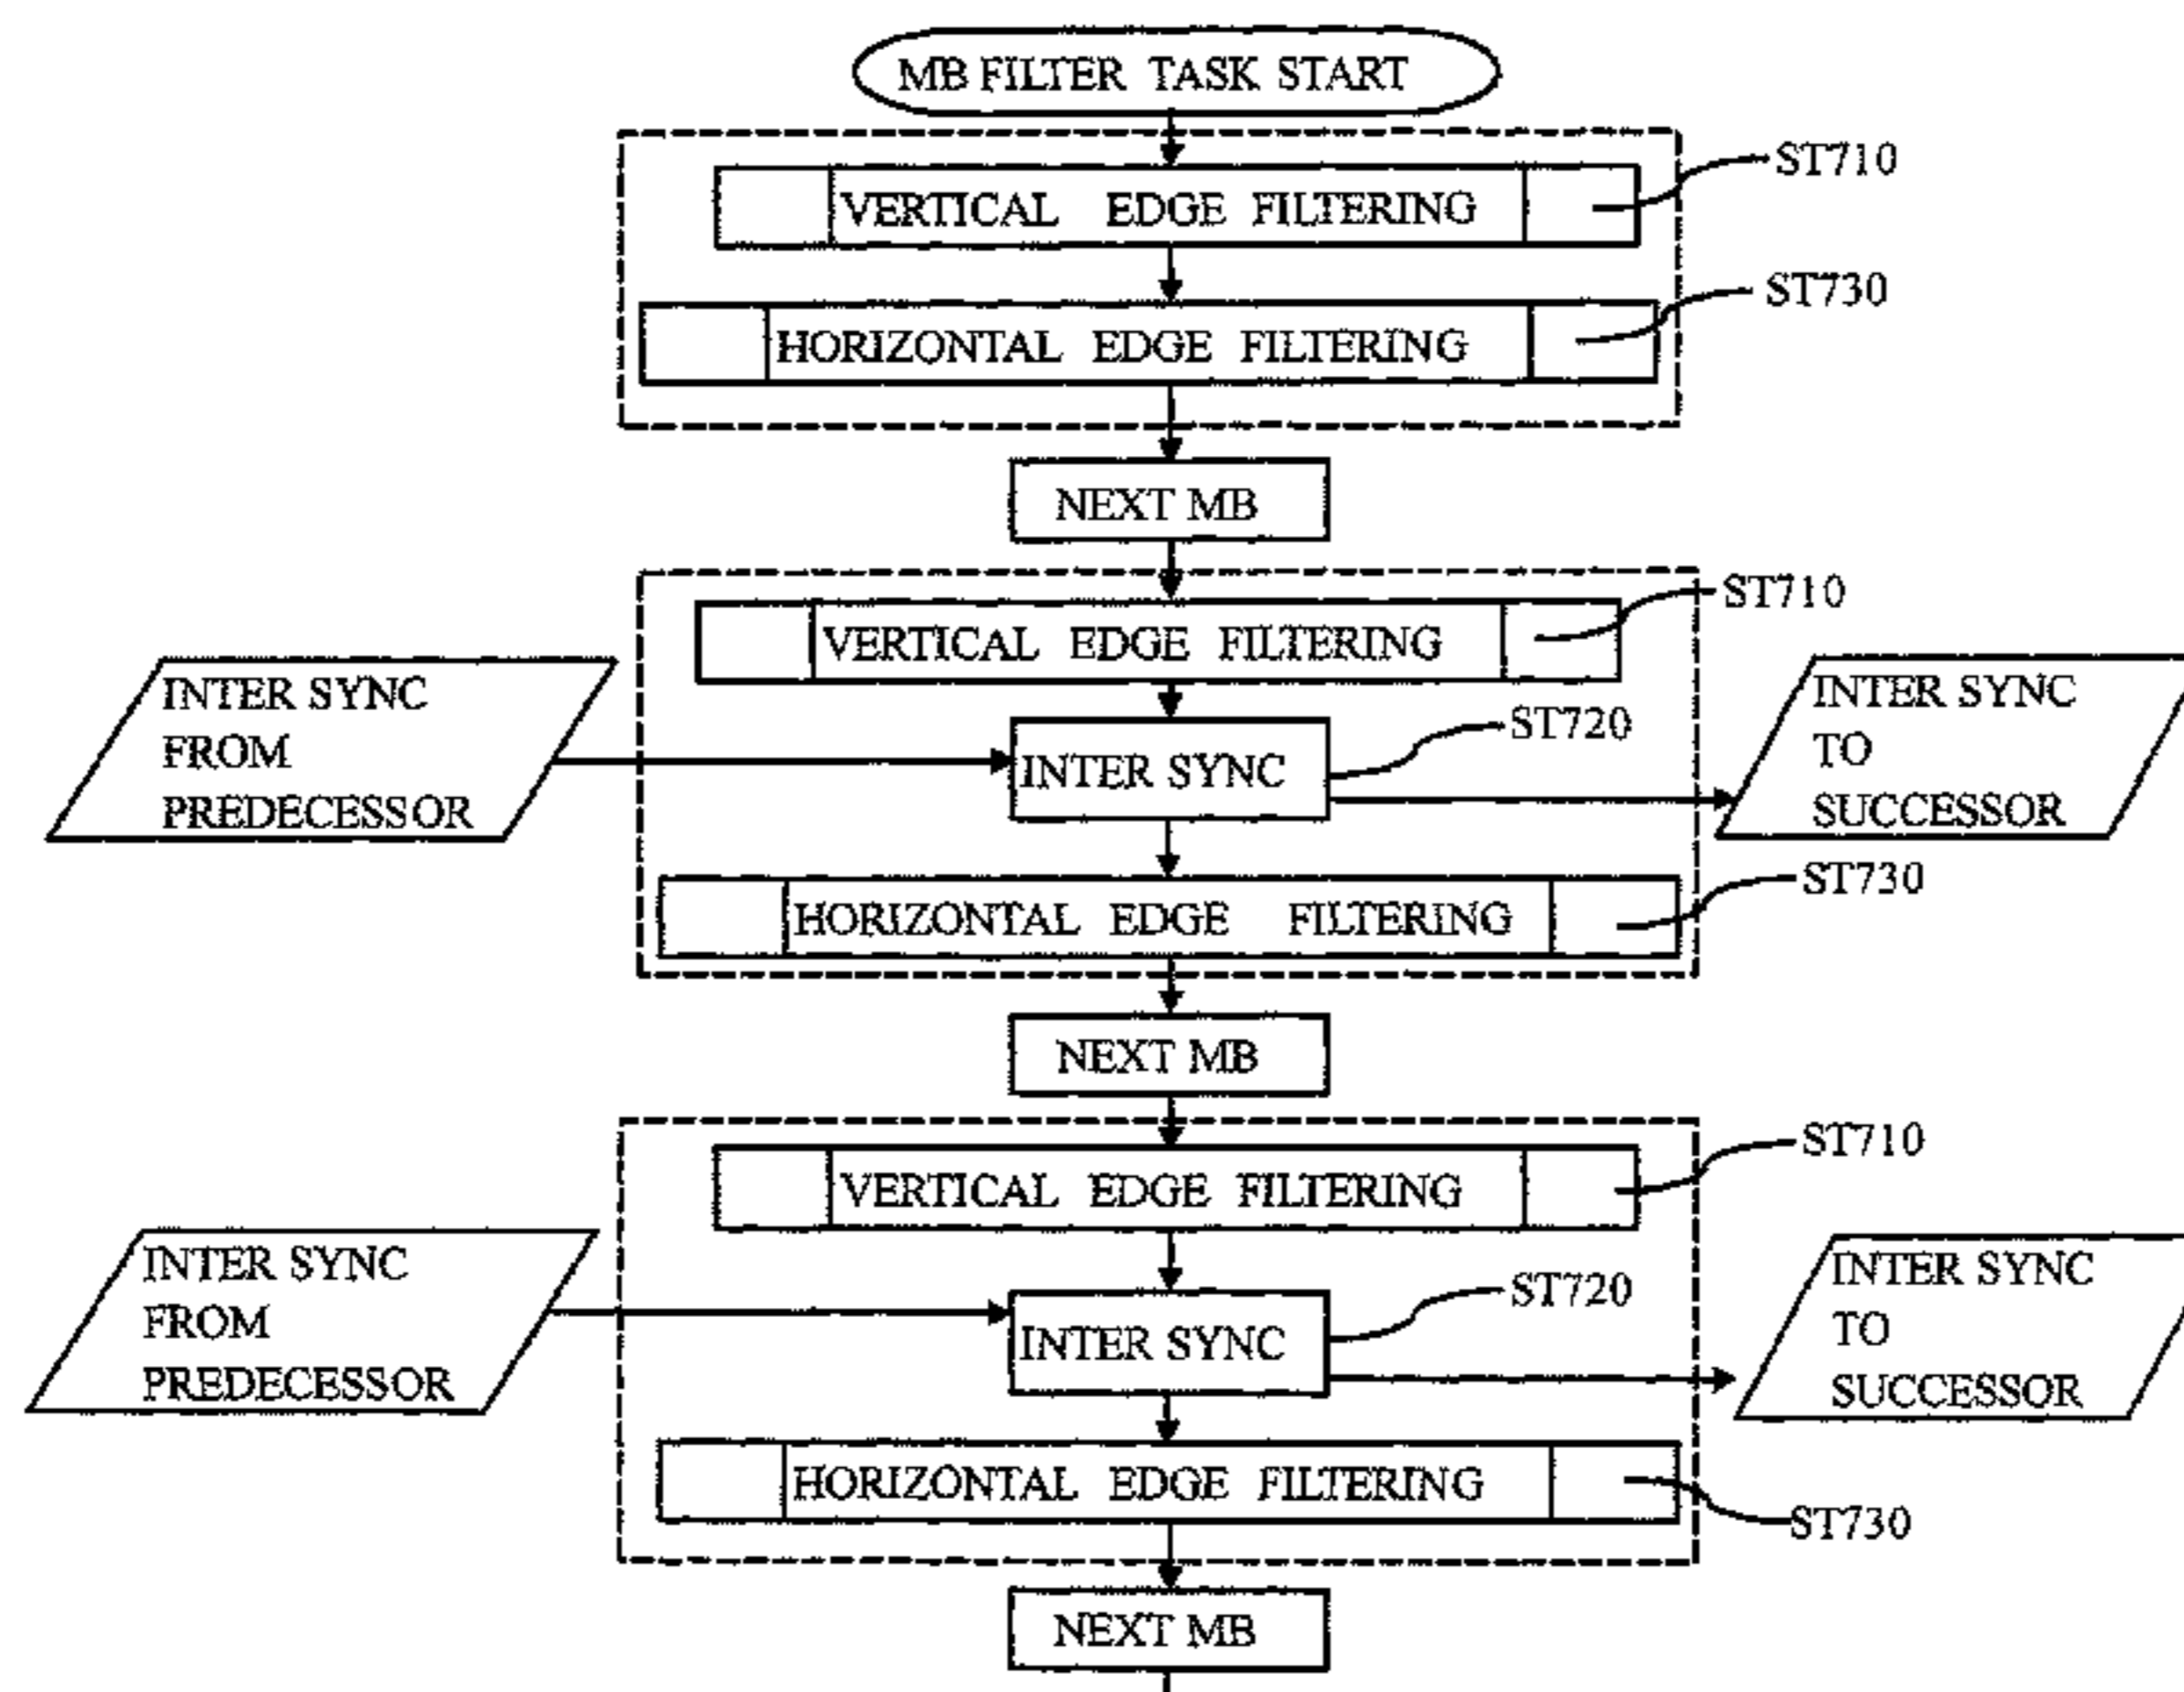 MB FILTER TASK START
ST710
VERTICAL EDGE FILTERING
ST730
HORIZONTAL EDGE FILTERING
NEXT MB
ST710
VERTICAL EDGE FILTERING
INTER SYNC
FROM
PREDECESSOR
ST720
INTER SYNC
INTER SYNC
TO
SUCCESSOR
ST730
HORIZONTAL EDGE FILTERING
NEXT MB
ST710
VERTICAL EDGE FILTERING
INTER SYNC
FROM
PREDECESSOR
ST720
INTER SYNC
INTER SYNC
TO
SUCCESSOR
HORIZONTAL EDGE FILTERING
ST730
NEXT MB